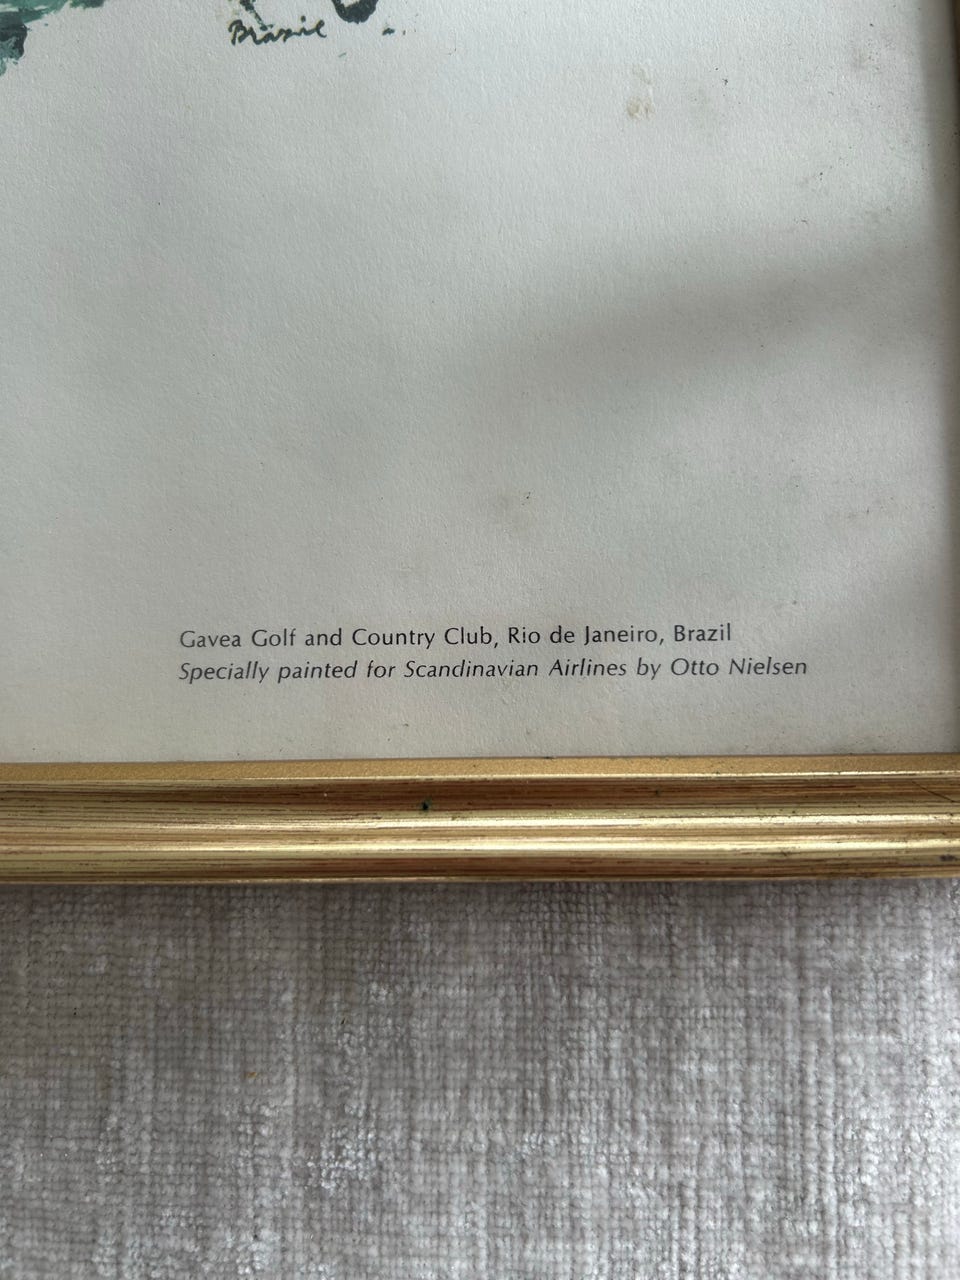 Brasil
Gavea Golf and Country Club, Rio de Janeiro, Brazil
Specially painted for Scandinavian Airlines by Otto Nielsen